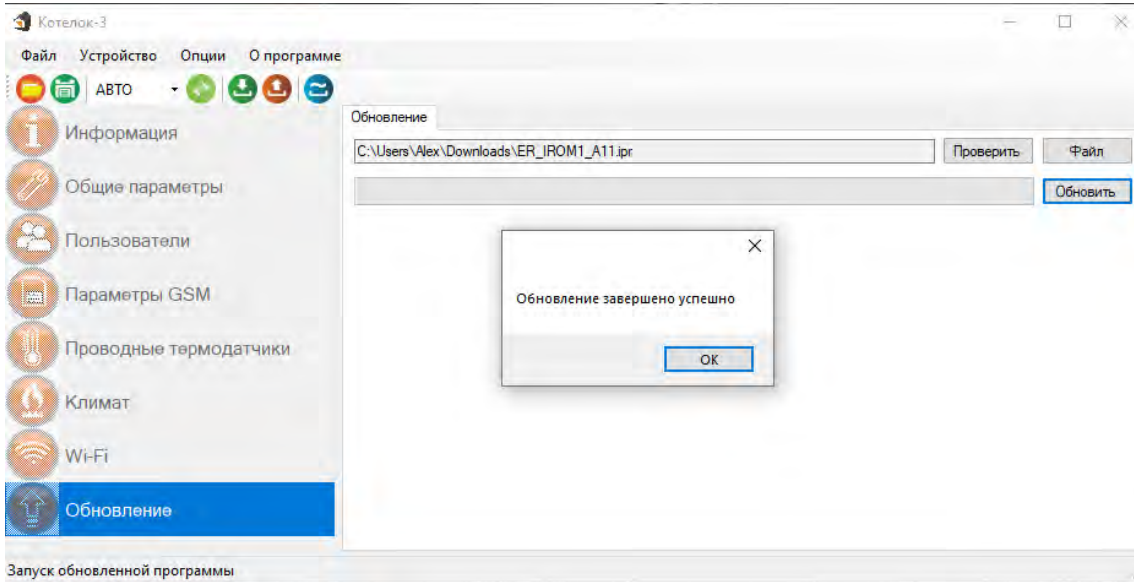 Котелок-3
Файл Устройство Опции О программе
АВТО
Информация
Общие параметры
Пользователи
Параметры GSM
Проводные термодатчики
Климат
Wi-Fi
Обновление
Обновление
C:\Users\Alex\Downloads\ER_IROM1_A11.ipr
Проверить
Файл
Обновить
Обновление завершено успешно
OK
Запуск обновленной программы